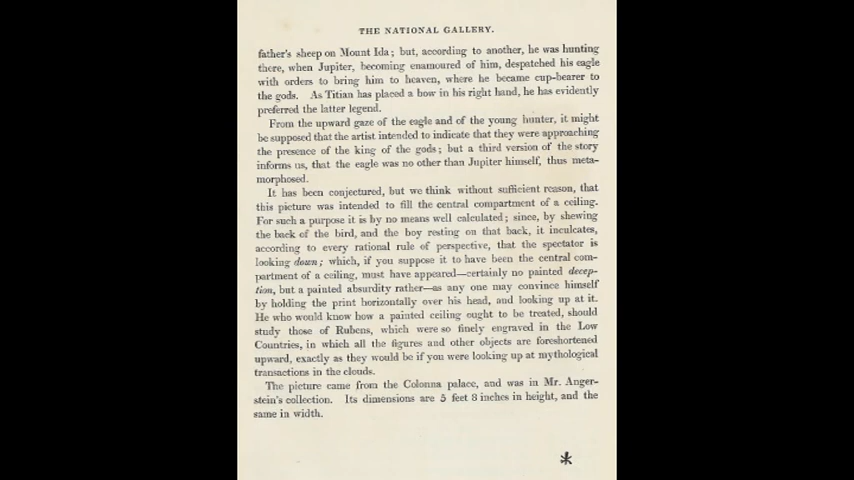 THE NATIONAL GALLERY.
father's sheep on Mount Ida; but, according to another, he was hunting
there, when Jupiter, becoming enamoured of him, despatched his eagle
with orders to bring him to heaven, where he became cup-bearer to
the gods. As Titian has placed a bow in his right hand, he has evidently
preferred the latter legend.
From the upward gaze of the eagle and of the young hunter, it might
be supposed that the artist intended to indicate that they were approaching
the presence of the king of the gods; but a third version of the story
informs us, that the eagle was no other than Jupiter himself, thus meta-
morphosed.
It has been conjectured, but we think without sufficient reason, that
this picture was intended to fill the central compartment of a ceiling.
For such a purpose it is by no means well calculated; since, by shewing
the back of the bird, and the boy resting on that back, it inculcates,
according to every rational rule of perspective, that the spectator is
looking down; which, if you suppose it to have been the central com-
partment of a ceiling, must have appeared—certainly no painted decep-
tion, but a painted absurdity rather—as any one may convince himself
by holding the print horizontally over his head, and looking up at it.
He who would know how a painted ceiling ought to be treated, should
study those of Rubens, which were so finely engraved in the Low
Countries, in which all the figures and other objects are foreshortened
upward, exactly as they would be if you were looking up at mythological
transactions in the clouds.
The picture came from the Colonna palace, and was in Mr. Anger-
stein's collection. Its dimensions are 5 feet 8 inches in height, and the
same in width.